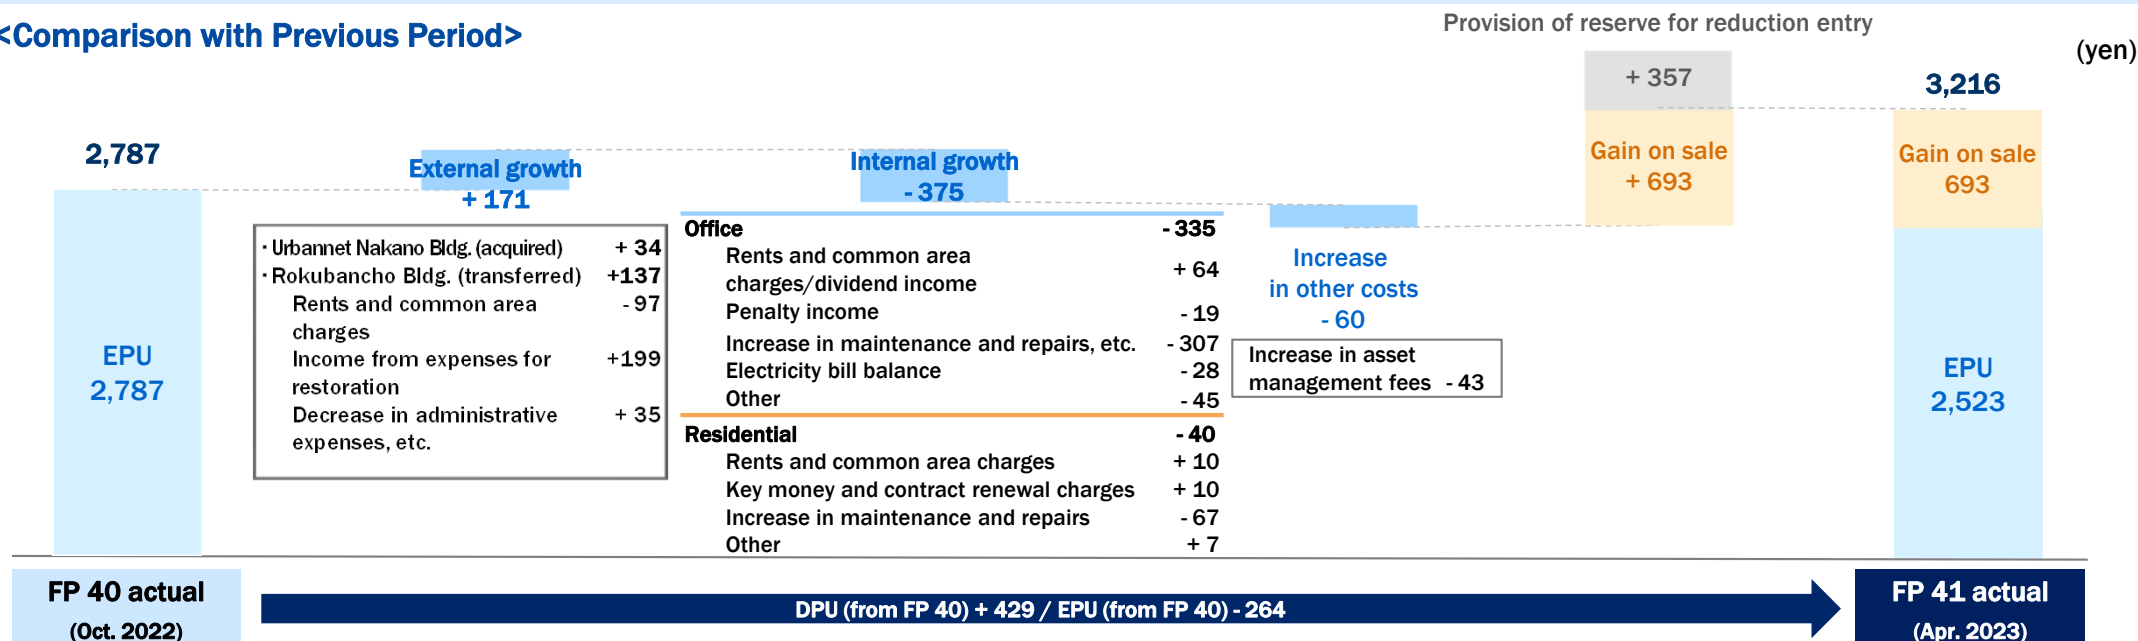 <Comparison with Previous Period>
Provision of reserve for reduction entry
(yen)
2,787
EPU
2,787
External growth
+ 171
・Urbannet Nakano Bldg. (acquired) + 34
・Rokubancho Bldg. (transferred) +137
Rents and common area
charges - 97
Income from expenses for
restoration +199
Decrease in administrative
expenses, etc. + 35
Internal growth
- 375
Office - 335
Rents and common area
charges/dividend income + 64
Penalty income - 19
Increase in maintenance and repairs, etc. - 307
Electricity bill balance - 28
Other - 45
Residential - 40
Rents and common area charges + 10
Key money and contract renewal charges + 10
Increase in maintenance and repairs - 67
Other + 7
Increase
in other costs
- 60
Increase in asset
management fees - 43
+ 357
Gain on sale
+ 693
3,216
Gain on sale
693
EPU
2,523
FP 40 actual
(Oct. 2022)
DPU (from FP 40) + 429 / EPU (from FP 40) - 264
FP 41 actual
(Apr. 2023)